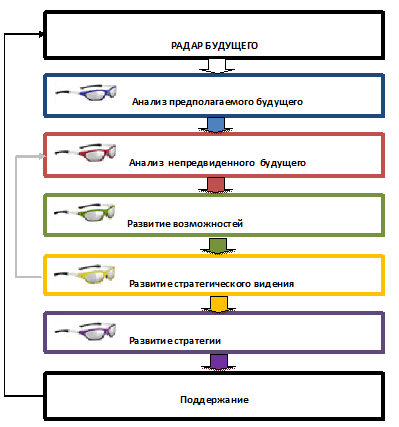 РАДАР БУДУЩЕГО
Анализ предполагаемого будущего
Анализ непредвиденного будущего
Развитие возможностей
Развитие стратегического видения
Развитие стратегии
Поддержание